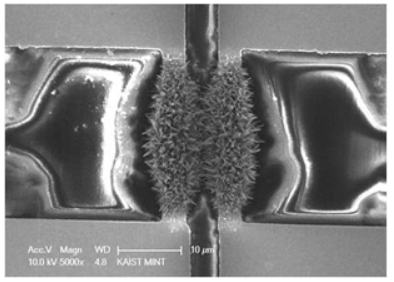 Acc.V Magn WD 10 µm
10.0 kV 5000x 4.8 KAIST MINT